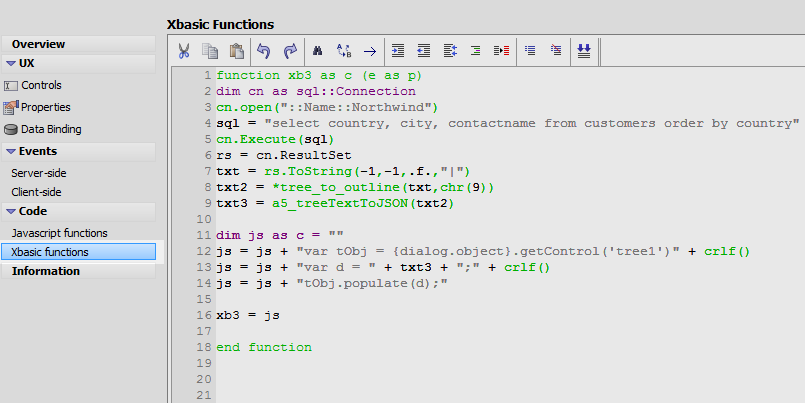 Xbasic Functions
Overview
UX
Controls
Properties
Data Binding
Events
Server-side
Client-side
Code
Javascript functions
Xbasic functions
Information
1 function xb3 as c (e as p)
2 dim cn as sql::Connection
3 cn.open("::Name::Northwind")
4 sql = "select country, city, contactname from customers order by country"
5 cn.Execute(sql)
6 rs = cn.ResultSet
7 txt = rs.ToString(-1,-1,.f.,"|")
8 txt2 = *tree_to_outline(txt,chr(9))
9 txt3 = a5_treeTextToJSON(txt2)
10
11 dim js as c = ""
12 js = js + "var tObj = {dialog.object}.getControl('tree1')" + crlf()
13 js = js + "var d = " + txt3 + ";" + crlf()
14 js = js + "tObj.populate(d);"
15
16 xb3 = js
17
18 end function
19
20
21